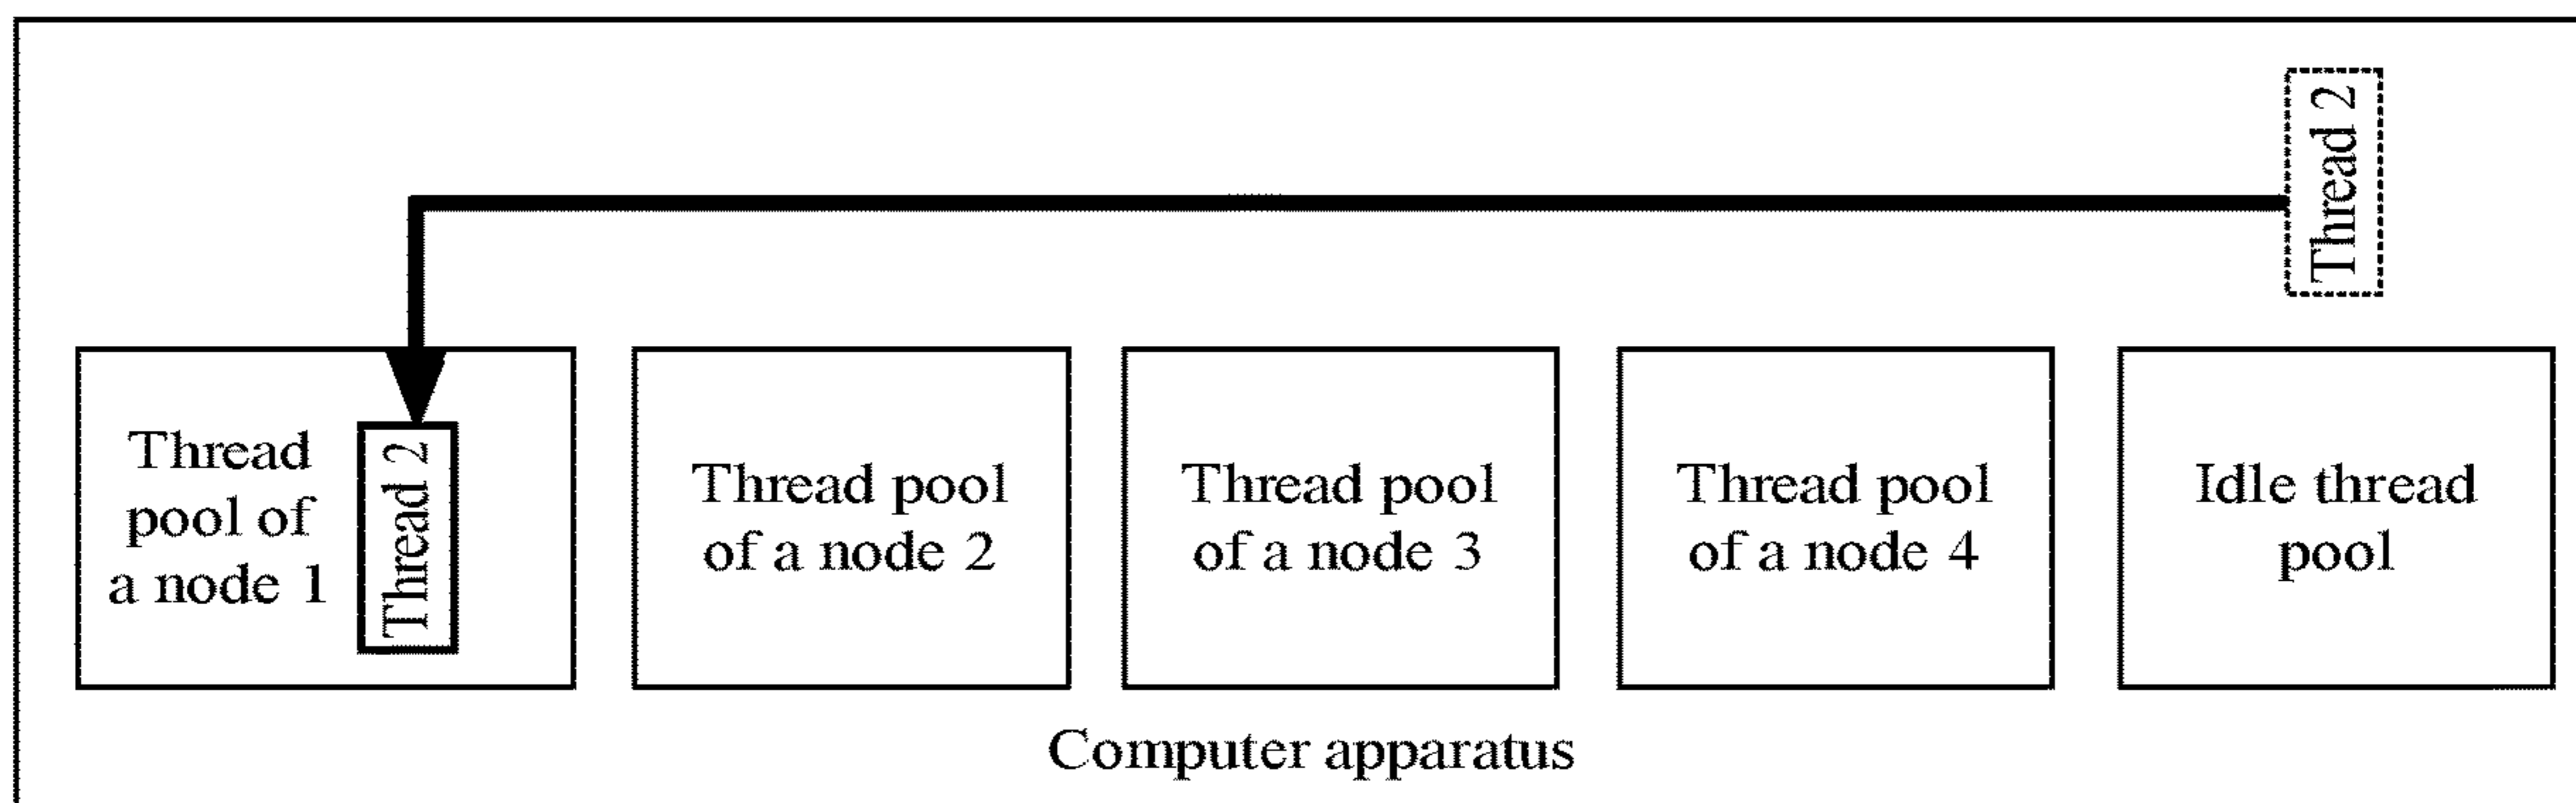 Thread 2
Thread
pool of
a node 1
Thread 2
Thread pool
of a node 2
Thread pool
of a node 3
Thread pool
of a node 4
Idle thread
pool
Computer apparatus